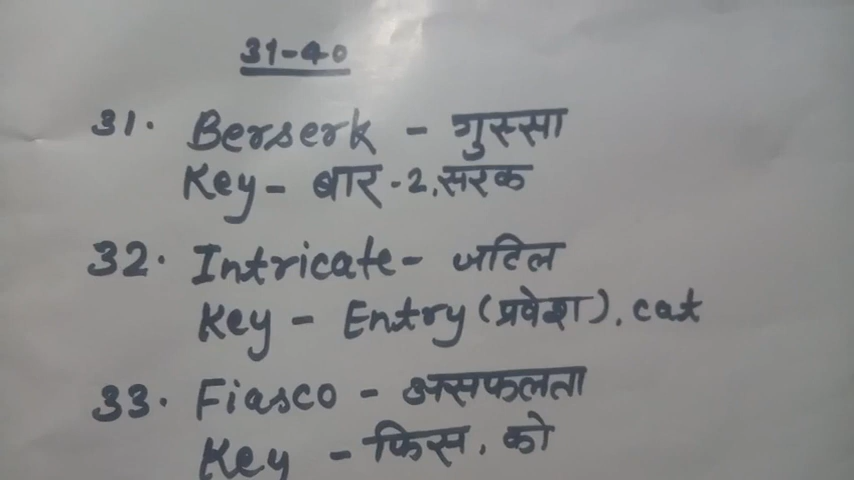 31-40
31. Berserk - गुस्सा
Key - बार -2. सरक
32. Intricate - जटिल
Key - Entry (प्रवेश). cat
33. Fiasco - असफलता
Key - फिस. को